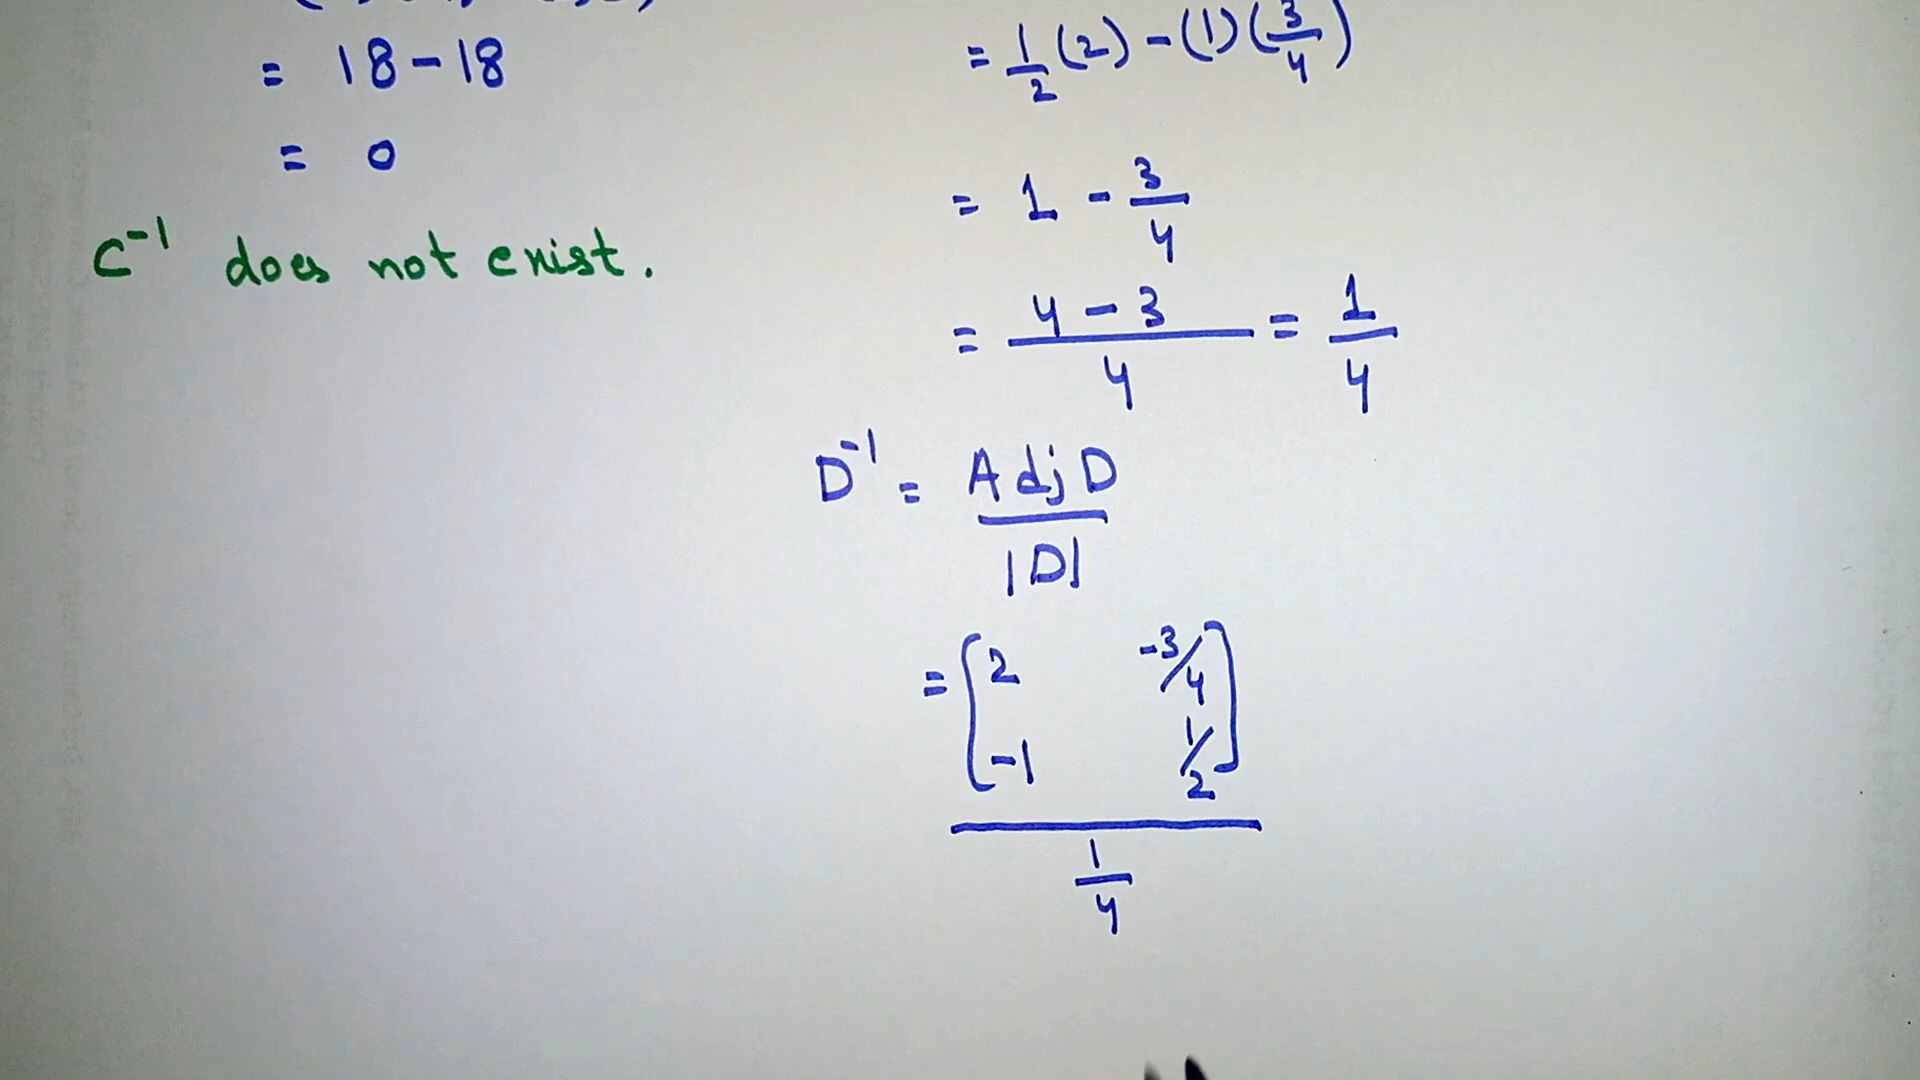 = 18 - 18
= 0
C⁻¹ does not exist.
= 1/2 (2) - (1) (3/4)
= 1 - 3/4
= (4 - 3)/4 = 1/4
D⁻¹ = Adj D / |D|
= [2 -3/4
-1 1/2]
1/4